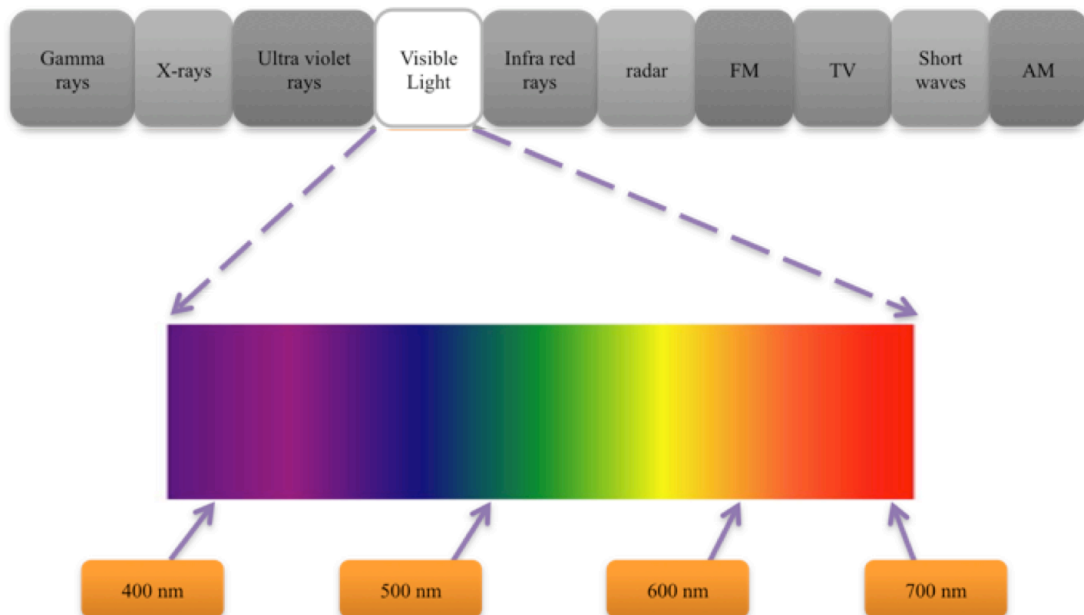 Gamma
rays
X-rays
Ultra violet
rays
Visible
Light
Infra red
rays
radar
FM
TV
Short
waves
AM
400 nm
500 nm
600 nm
700 nm